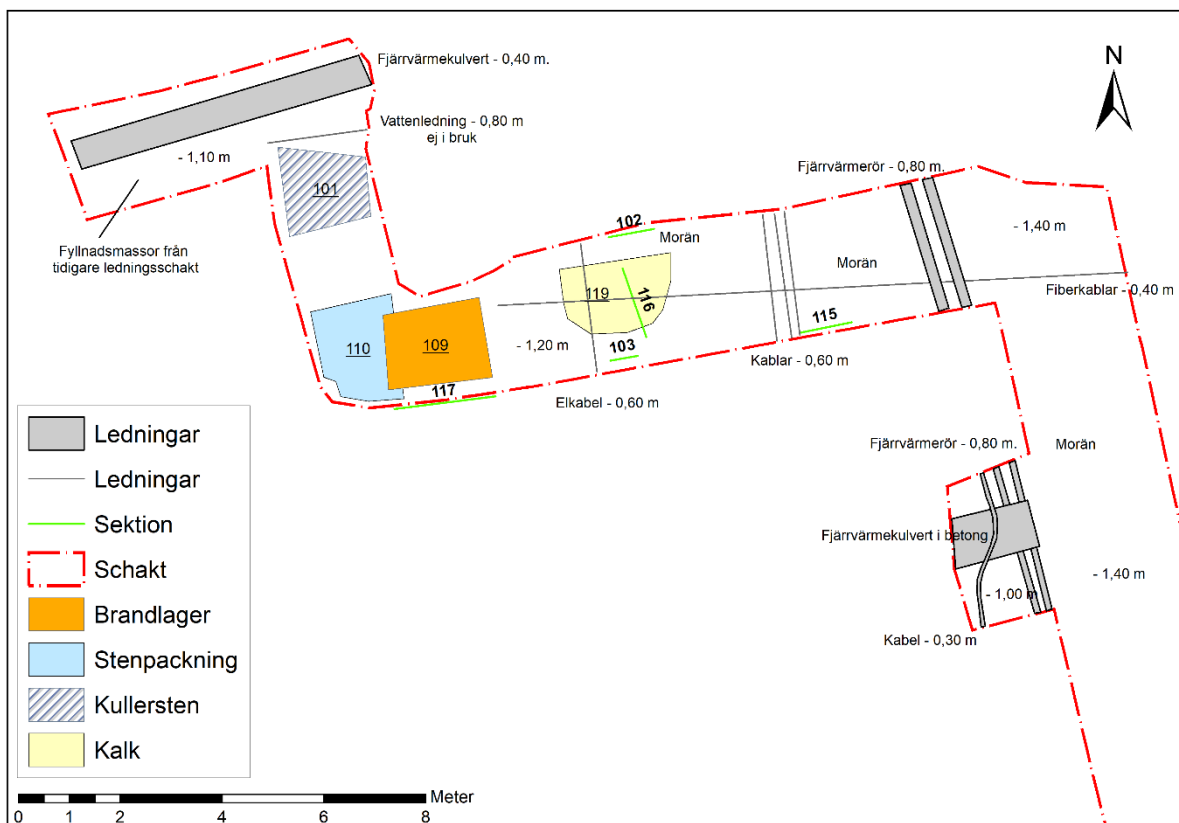 Fjärrvärmekulvert - 0,40 m.
N
Vattenledning - 0,80 m
ej i bruk
- 1,10 m
Fjärrvärmerör - 0,80 m.
101
102
Morän
- 1,40 m
Fyllnadsmassor från
tidigare ledningsschakt
Morän
119
116
Fiberkablar - 0,40 m
115
110
109
- 1,20 m
103
Kablar - 0,60 m
117
Elkabel - 0,60 m
Ledningar
Fjärrvärmerör - 0,80 m.
Morän
Ledningar
Sektion
Fjärrvärmekulvert i betong
Schakt
- 1,40 m
- 1,00 m
Brandlager
Kabel - 0,30 m
Stenpackning
Kullersten
Kalk
Meter
0 1 2 4 6 8